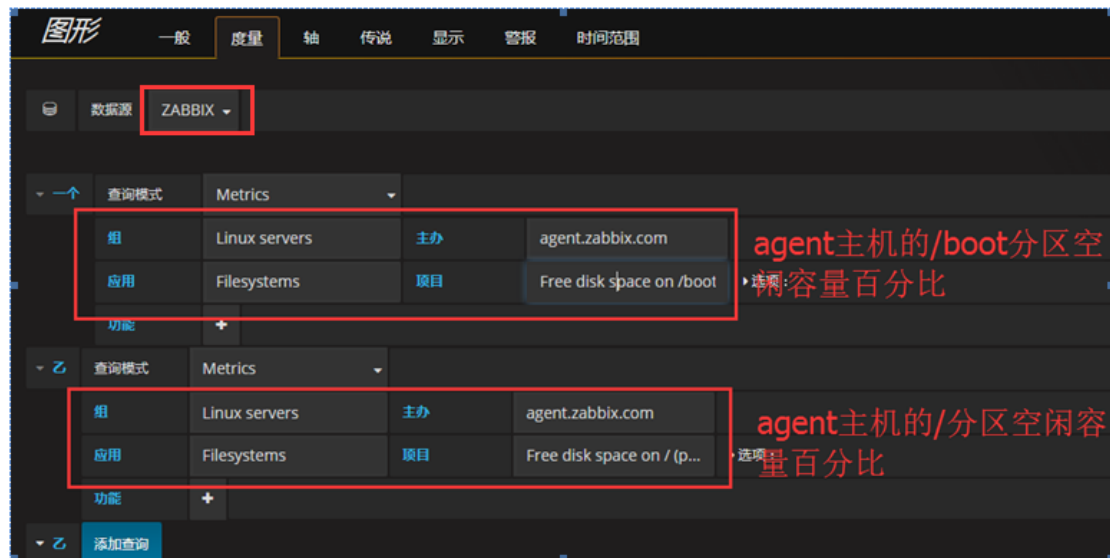 图形 一般 度量 轴 传说 显示 警报 时间范围
数据源 ZABBIX
一个 查询模式 Metrics
组 Linux servers 主办 agent.zabbix.com
应用 Filesystems 项目 Free disk space on /boot 选项：
agent主机的/boot分区空
闲容量百分比
功能 +
乙 查询模式 Metrics
组 Linux servers 主办 agent.zabbix.com
应用 Filesystems 项目 Free disk space on / (p... 选项：
agent主机的/分区空闲容
量百分比
功能 +
乙 添加查询